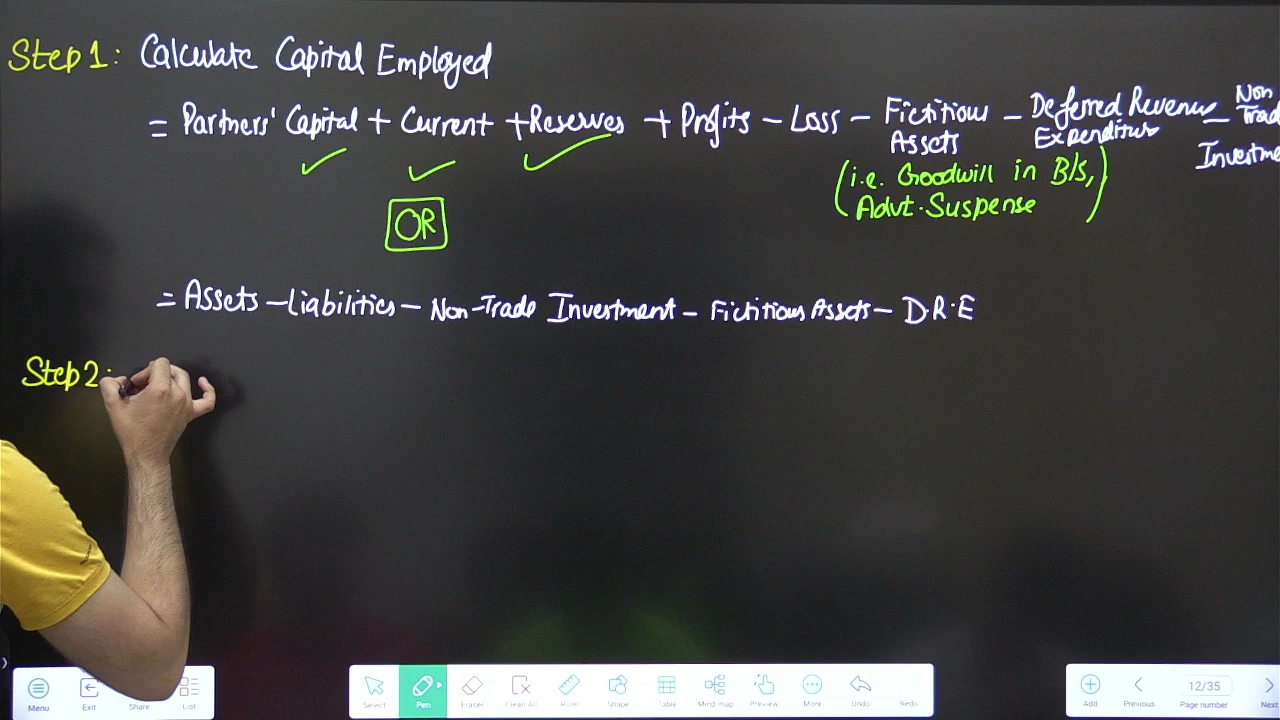 Step 1: Calculate Capital Employed
= Partners' Capital + Current + Reserves + Profits - Loss - Fictitious Assets - Deferred Revenue Expenditure - Non Trad Investme
(i.e. Goodwill in B/s, Advt. Suspense)
OR
= Assets - Liabilities - Non-Trade Investment - Fictitious Assets - D.R.E
Step 2:
Menu Exit Share List
Select Pen Eraser Clean All Ruler Shape Table Mind map Preview More Undo Redo
Add Previous 12/35 Page number Next